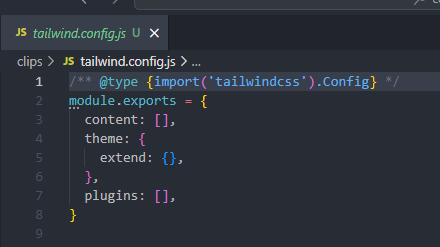 tailwind.config.js U ×
clips > JS tailwind.config.js > ...
1 /** @type {import('tailwindcss').Config} */
2 module.exports = {
3   content: [],
4   theme: {
5     extend: {},
6   },
7   plugins: [],
8 }
9